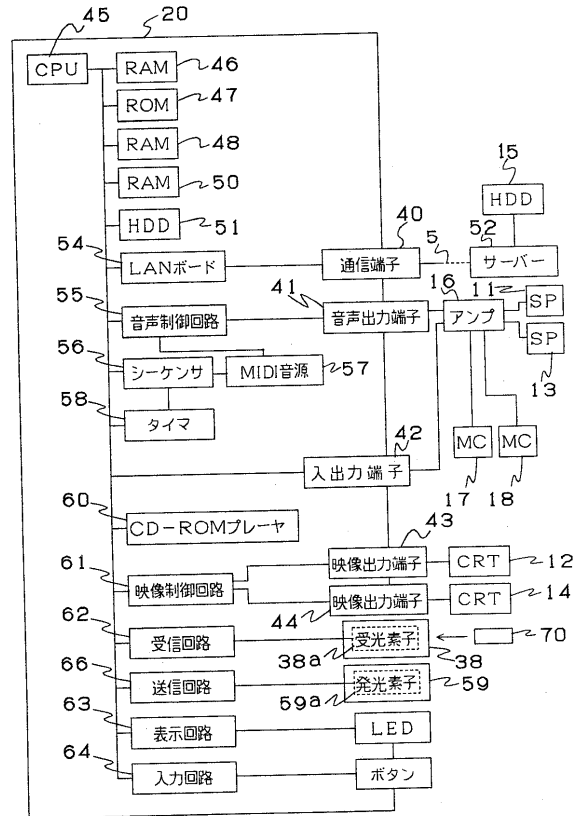 45
20
CPU
RAM
46
ROM
47
RAM
48
RAM
50
HDD
51
15
HDD
40
5
52
54
LANボード
通信端子
サーバー
55
41
16
11
SP
音声制御回路
音声出力端子
アンプ
SP
13
56
シーケンサ
MIDI音源
57
58
タイマ
42
MC
MC
17
18
入出力端子
60
CD-ROMプレーヤ
43
61
映像出力端子
CRT
12
映像制御回路
映像出力端子
CRT
14
44
62
受信回路
受光素子
70
38a
38
66
送信回路
発光素子
59
59a
63
表示回路
LED
64
入力回路
ボタン